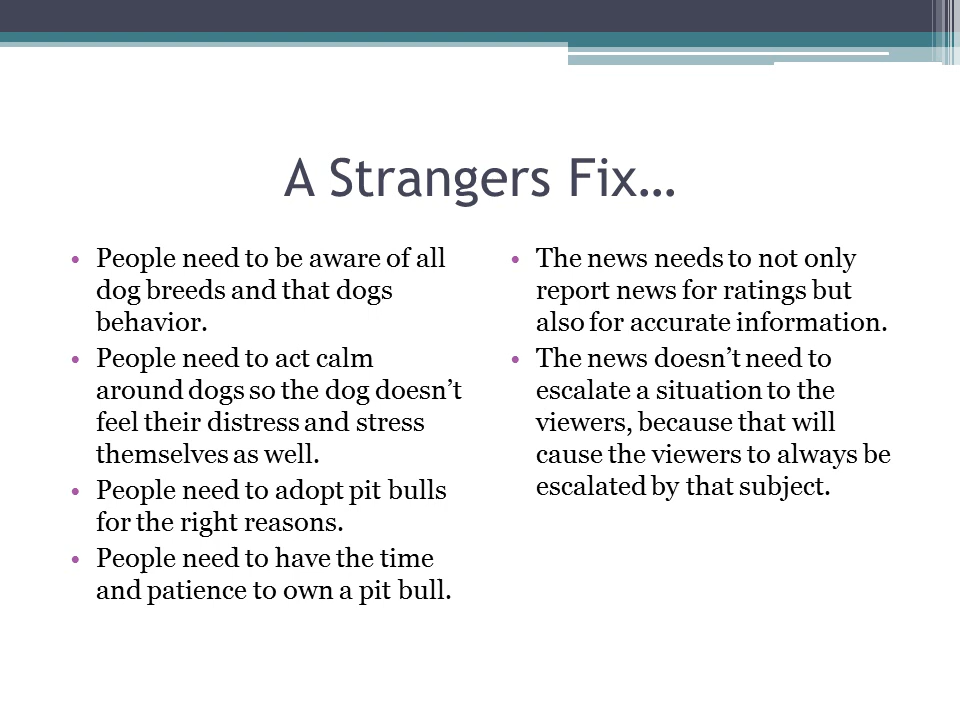 A Strangers Fix…
• People need to be aware of all
dog breeds and that dogs
behavior.
• People need to act calm
around dogs so the dog doesn’t
feel their distress and stress
themselves as well.
• People need to adopt pit bulls
for the right reasons.
• People need to have the time
and patience to own a pit bull.
• The news needs to not only
report news for ratings but
also for accurate information.
• The news doesn’t need to
escalate a situation to the
viewers, because that will
cause the viewers to always be
escalated by that subject.